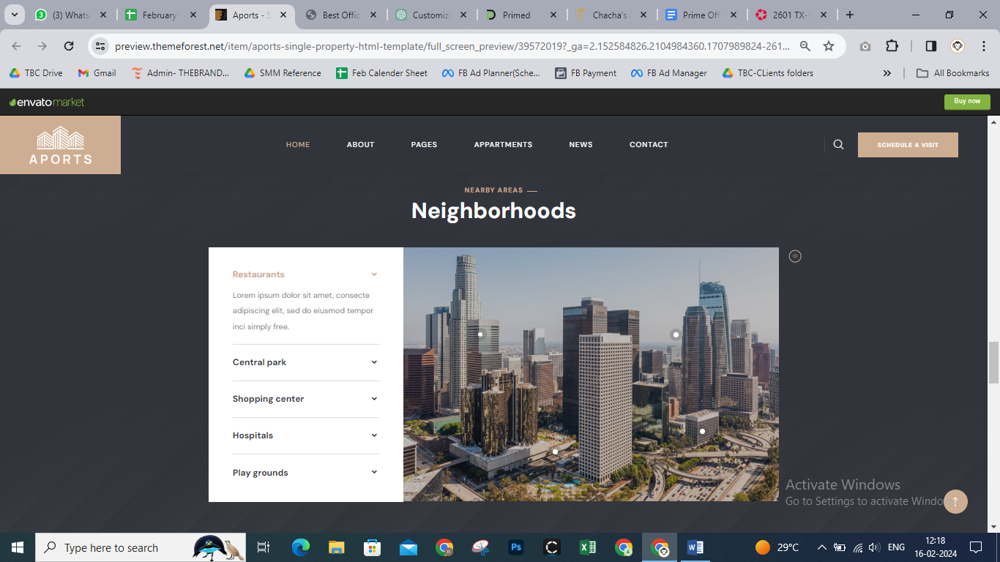 (3) Whats
February
Aports - S
Best Offic
Customiz
Primed
Chacha's
Prime Off
2601 TX-1
preview.themeforest.net/item/aports-single-property-html-template/full_screen_preview/39572019?_ga=2.152584826.2104984360.1707989824-261...
TBC Drive
Gmail
Admin- THEBRAND...
SMM Reference
Feb Calender Sheet
FB Ad Planner(Sche...
FB Payment
FB Ad Manager
TBC-CLients folders
»
All Bookmarks
envatomarket
Buy now
APORTS
HOME
ABOUT
PAGES
APPARTMENTS
NEWS
CONTACT
SCHEDULE A VISIT
NEARBY AREAS
Neighborhoods
Restaurants
Lorem ipsum dolor sit amet, consecte
adipiscing elit, sed do eiusmod tempor
inci simply free.
Central park
Shopping center
Hospitals
Play grounds
Activate Windows
Go to Settings to activate Windo
Type here to search
29°C
ENG
12:18
16-02-2024